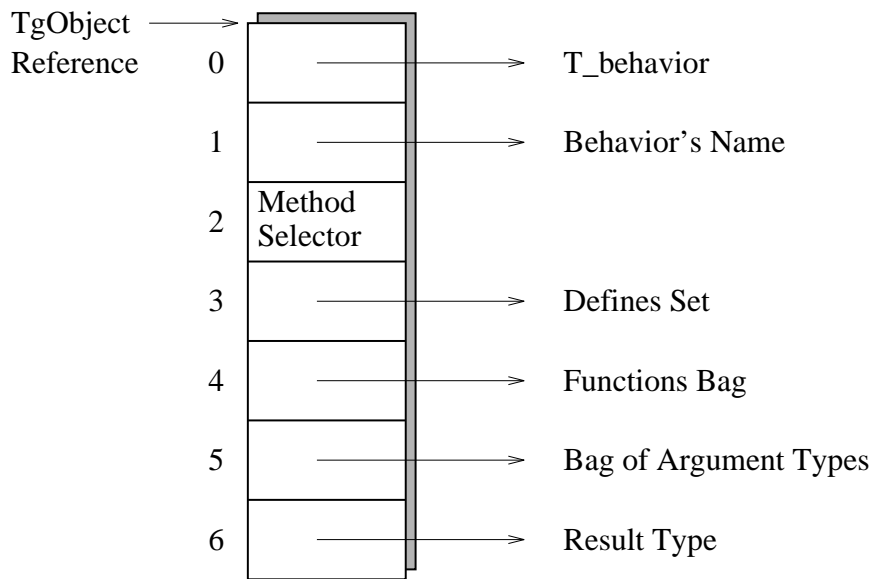 TgObject
Reference
0
T_behavior
1
Behavior's Name
2
Method
Selector
3
Defines Set
4
Functions Bag
5
Bag of Argument Types
6
Result Type